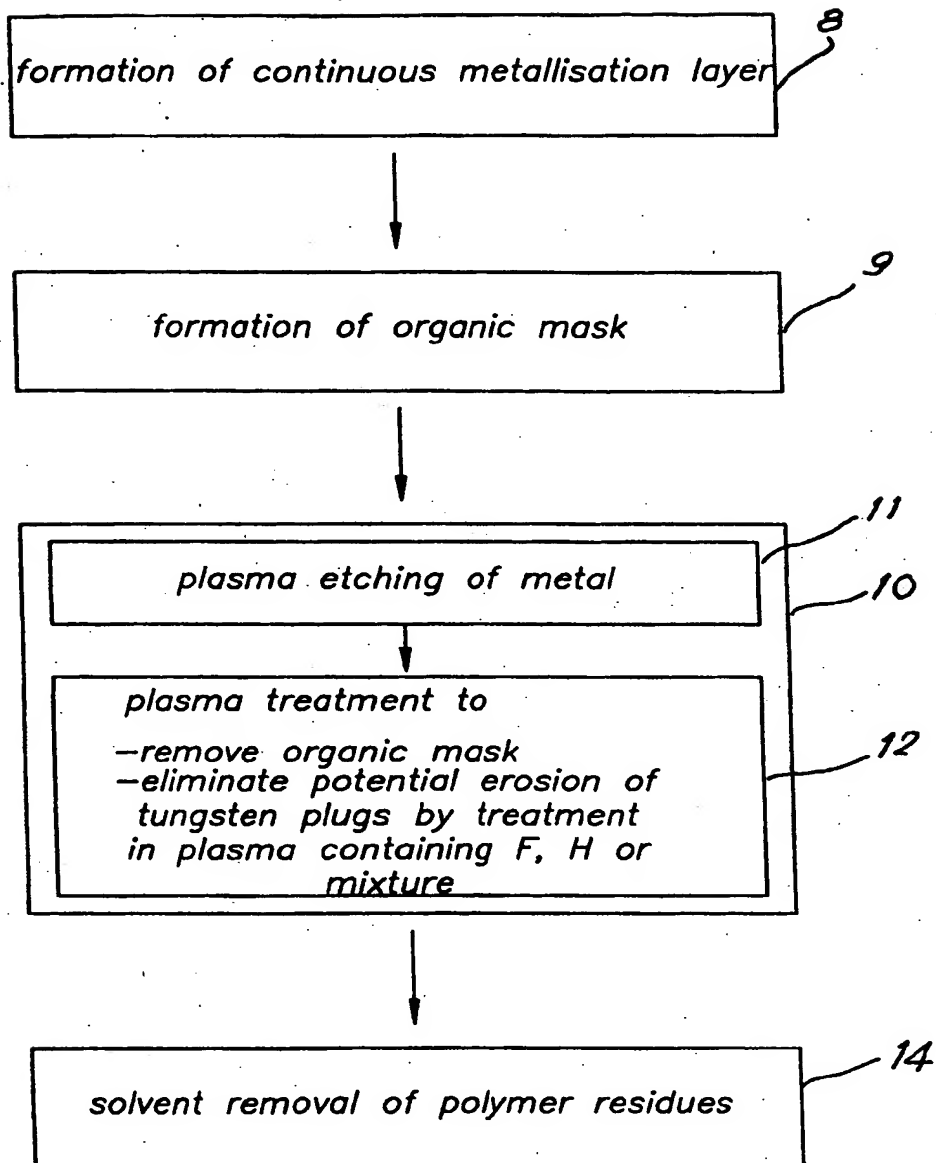 8
formation of continuous metallisation layer
9
formation of organic mask
11
plasma etching of metal
10
plasma treatment to
-remove organic mask
-eliminate potential erosion of
tungsten plugs by treatment
in plasma containing F, H or
mixture
12
solvent removal of polymer residues
14